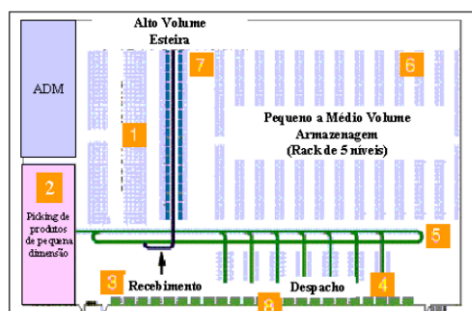 Alto Volume
Esteira
7
6
ADM
1
Pequeno a Médio Volume
Armazenagem
(Rack de 5 níveis)
2
Picking de
produtos
de pequena
dimensão
5
3
Recebimento
Despacho
4
8